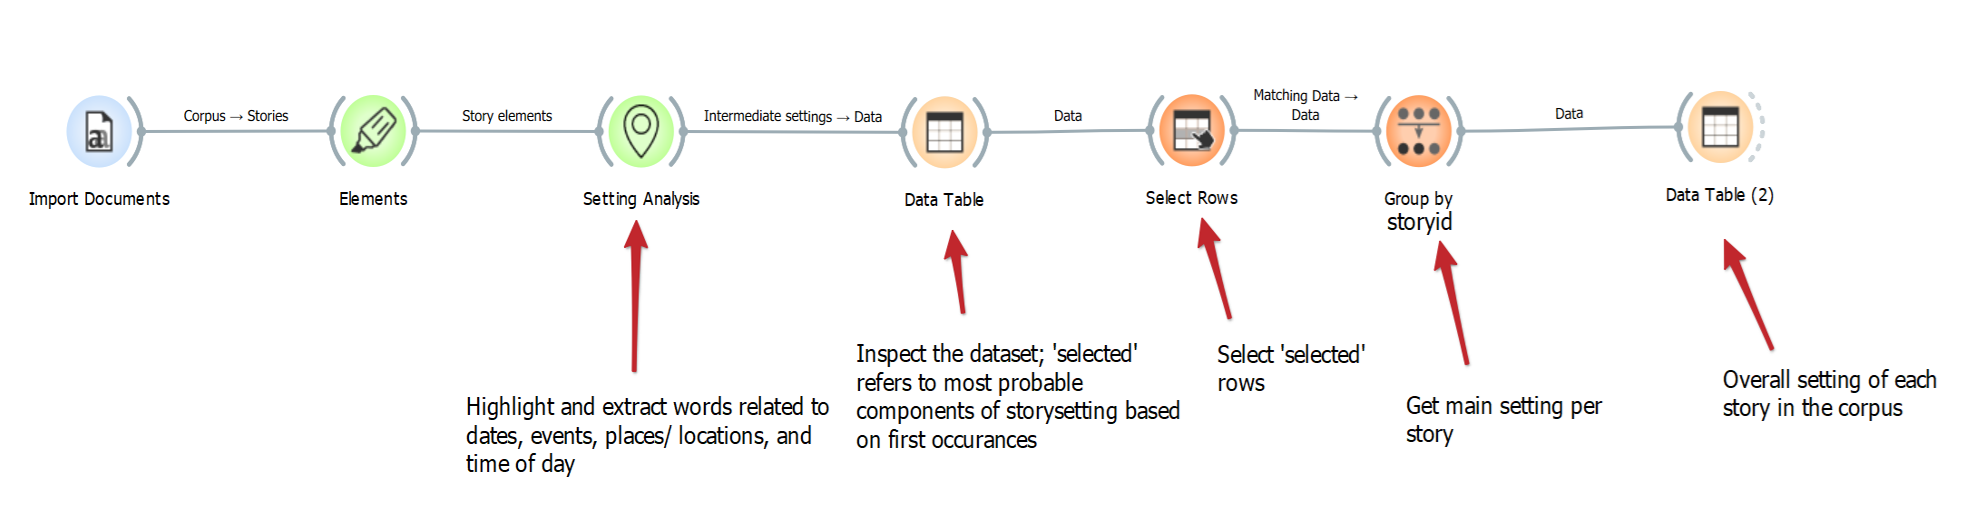 Corpus → Stories
Story elements
Intermediate settings → Data
Data
Matching Data →
Data
Data
a
Import Documents
Elements
Setting Analysis
Data Table
Select Rows
Group by
storyid
Data Table (2)
Highlight and extract words related to
dates, events, places/ locations, and
time of day
Inspect the dataset; 'selected'
refers to most probable
components of storysetting based
on first occurances
Select 'selected'
rows
Get main setting per
story
Overall setting of each
story in the corpus